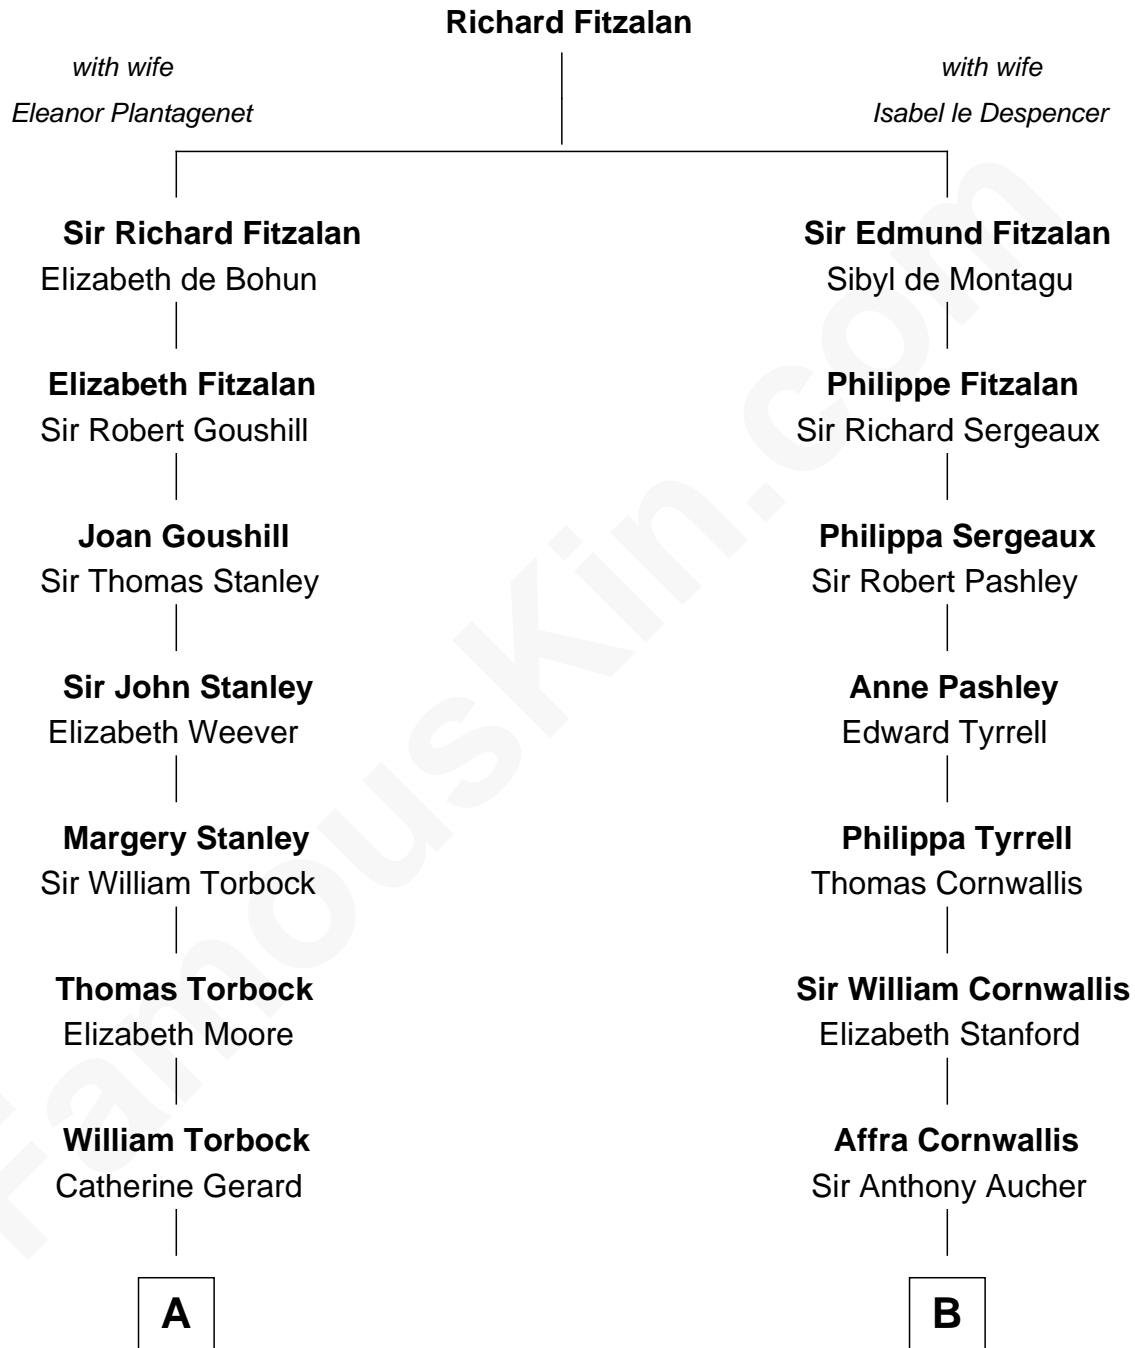 Richard Fitzalan
with wife
Eleanor Plantagenet
with wife
Isabel le Despencer
Sir Richard Fitzalan
Elizabeth de Bohun
Sir Edmund Fitzalan
Sibyl de Montagu
Elizabeth Fitzalan
Sir Robert Goushill
Philippe Fitzalan
Sir Richard Sergeaux
Joan Goushill
Sir Thomas Stanley
Philippa Sergeaux
Sir Robert Pashley
Sir John Stanley
Elizabeth Weever
Anne Pashley
Edward Tyrrell
Margery Stanley
Sir William Torbock
Philippa Tyrrell
Thomas Cornwallis
Thomas Torbock
Elizabeth Moore
Sir William Cornwallis
Elizabeth Stanford
William Torbock
Catherine Gerard
Affra Cornwallis
Sir Anthony Aucher
A
B
FamousKin.com